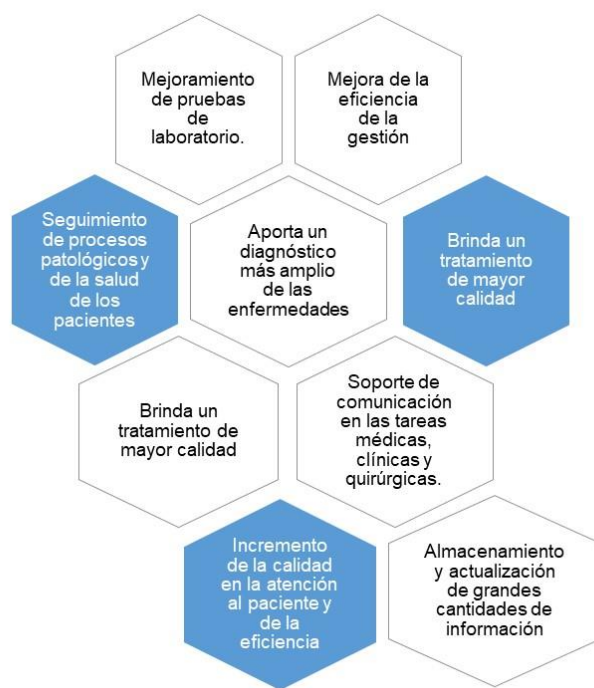 Mejoramiento
de pruebas
de
laboratorio.
Mejora de la
eficiencia
de la
gestión
Seguimiento
de procesos
patológicos y
de la salud
de los
pacientes
Aporta un
diagnóstico
más amplio
de las
enfermedades
Brinda un
tratamiento
de mayor
calidad
Brinda un
tratamiento de
mayor calidad
Soporte de
comunicación
en las tareas
médicas,
clínicas y
quirúrgicas.
Incremento
de la calidad
en la atención
al paciente y
de la
eficiencia
Almacenamiento
y actualización
de grandes
cantidades de
información